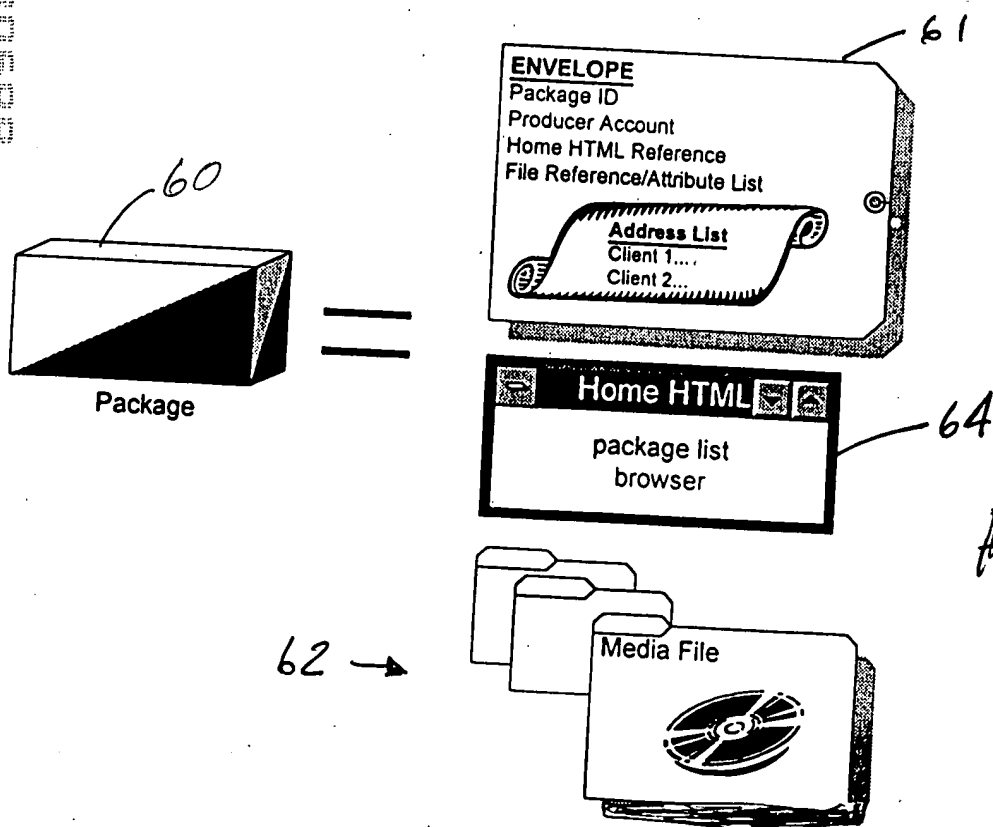 61
ENVELOPE
Package ID
Producer Account
Home HTML Reference
File Reference/Attribute List
60
Address List
Client 1...
Client 2...
Package
Home HTML
64
package list
browser
62
Media File